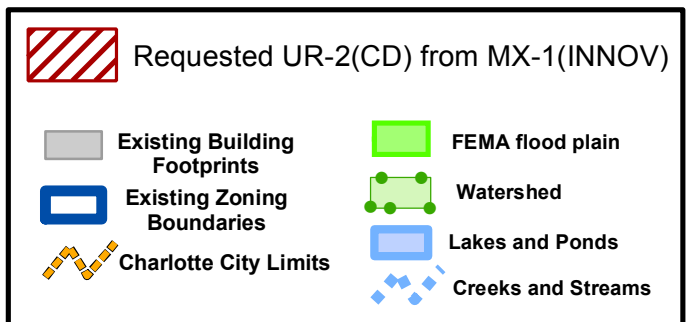 Requested UR-2(CD) from MX-1(INNOV)
Existing Building
Footprints
Existing Zoning
Boundaries
Charlotte City Limits
FEMA flood plain
Watershed
Lakes and Ponds
Creeks and Streams